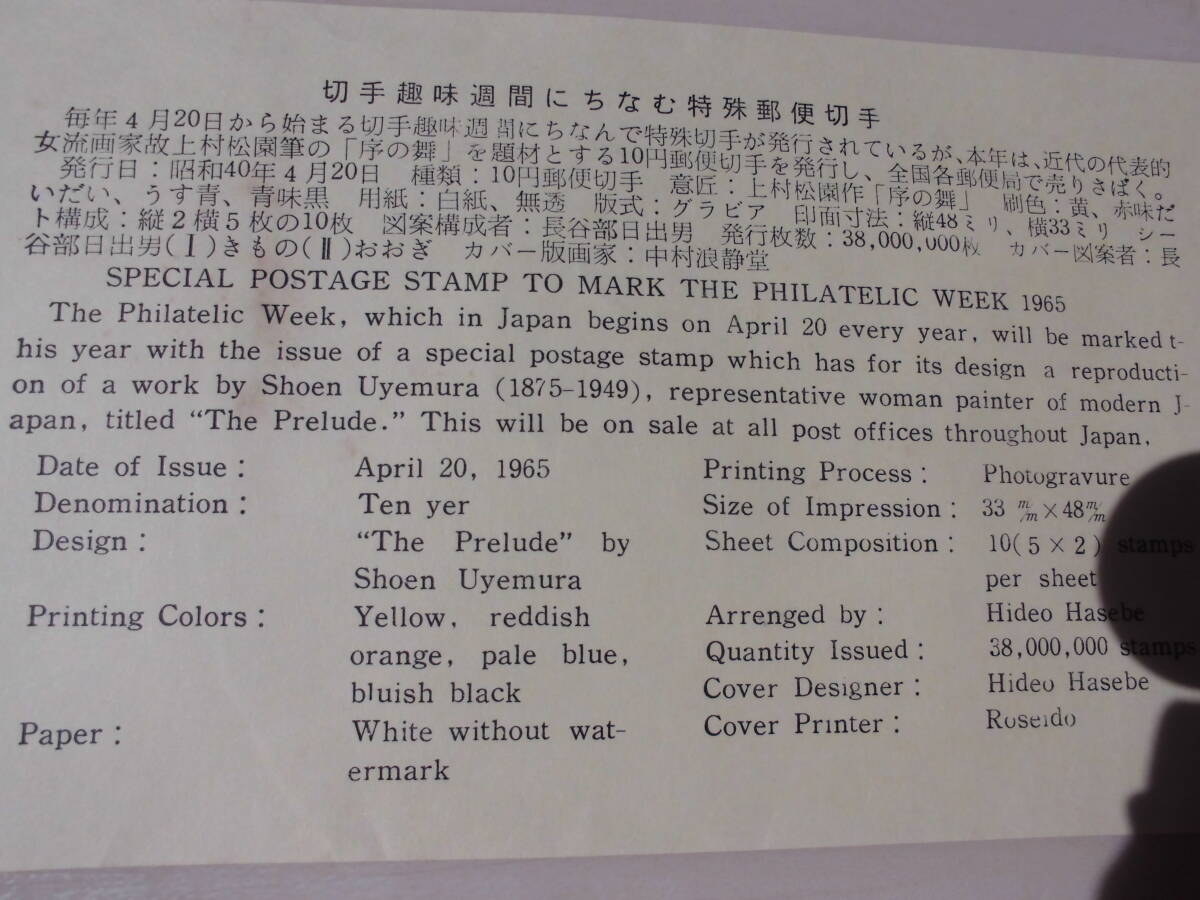 切手趣味週間にちなむ特殊郵便切手
毎年4月20日から始まる切手趣味週間にちなんで特殊切手が発行されているが、本年は、近代の代表的
女流画家故上村松園筆の「序の舞」を題材とする10円郵便切手を発行し、全国各郵便局で売りさばく。
発行日：昭和40年4月20日 種類：10円郵便切手 意匠：上村松園作「序の舞」 刷色：黄、赤味だ
いだい、うす青、青味黒 用紙：白紙、無透 版式：グラビア 印面寸法：縦48ミリ、横33ミリ シー
ト構成：縦2横5枚の10枚 図案構成者：長谷部日出男 発行枚数：38,000,000枚 カバー図案者：長
谷部日出男(Ⅰ)きもの(Ⅱ)おおぎ カバー版画家：中村浪静堂
SPECIAL POSTAGE STAMP TO MARK THE PHILATELIC WEEK 1965
The Philatelic Week, which in Japan begins on April 20 every year, will be marked t-
his year with the issue of a special postage stamp which has for its design a reproducti-
on of a work by Shoen Uyemura (1875-1949), representative woman painter of modern J-
apan, titled “The Prelude.” This will be on sale at all post offices throughout Japan.
Date of Issue: April 20, 1965
Denomination: Ten yer
Design: “The Prelude” by
Shoen Uyemura
Printing Colors: Yellow, reddish
orange, pale blue,
bluish black
Paper: White without wat-
ermark
Printing Process: Photogravure
Size of Impression: 33 m/m×48m/m
Sheet Composition: 10(5×2) stamps
per sheet
Arrenged by: Hideo Hasebe
Quantity Issued: 38,000,000 stamps
Cover Designer: Hideo Hasebe
Cover Printer: Roseido